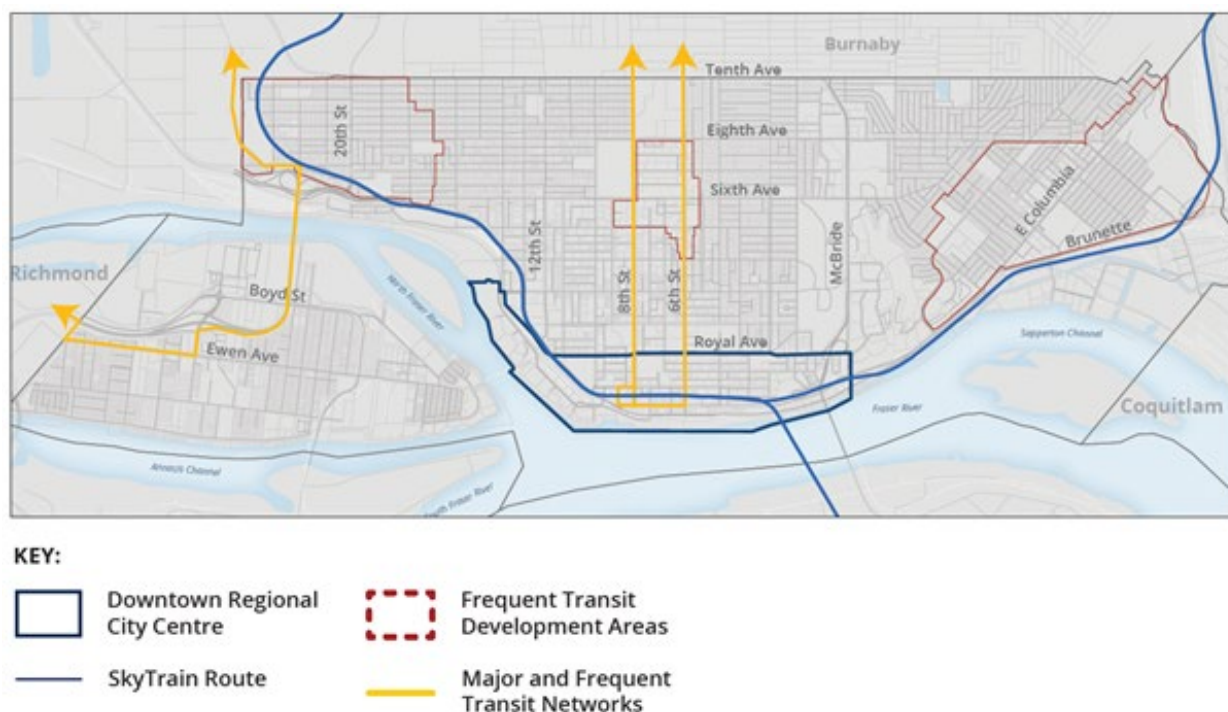 Burnaby
Tenth Ave
Eighth Ave
20th St
Sixth Ave
E Columbia
Brunette
12th St
McBride
8th St
6th St
Richmond
North Fraser River
Boyd St
Ewen Ave
Royal Ave
Sapperton Channel
Fraser River
Coquitlam
Annacis Channel
South Fraser River
KEY:
Downtown Regional
City Centre
Frequent Transit
Development Areas
SkyTrain Route
Major and Frequent
Transit Networks